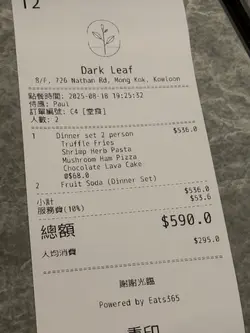 T2
Dark Leaf
M/F, 726 Nathan Rd, Mong Kok, Kowloon
點餐時間: 2025-08-18 19:25:32
侍應: Paul
訂單編號: C4 [堂食]
人數: 2
1 Dinner set 2 person $536.0
Truffle Fries
Shrimp Herb Pasta
Mushroom Ham Pizza
Chocolate Lava Cake
Ø$68.0
2 Fruit Soda (Dinner Set)
小計 $536.0
服務費(10%) $53.6
總額 $590.0
人均消費 $295.0
謝謝光臨
Powered by Eats365
重印